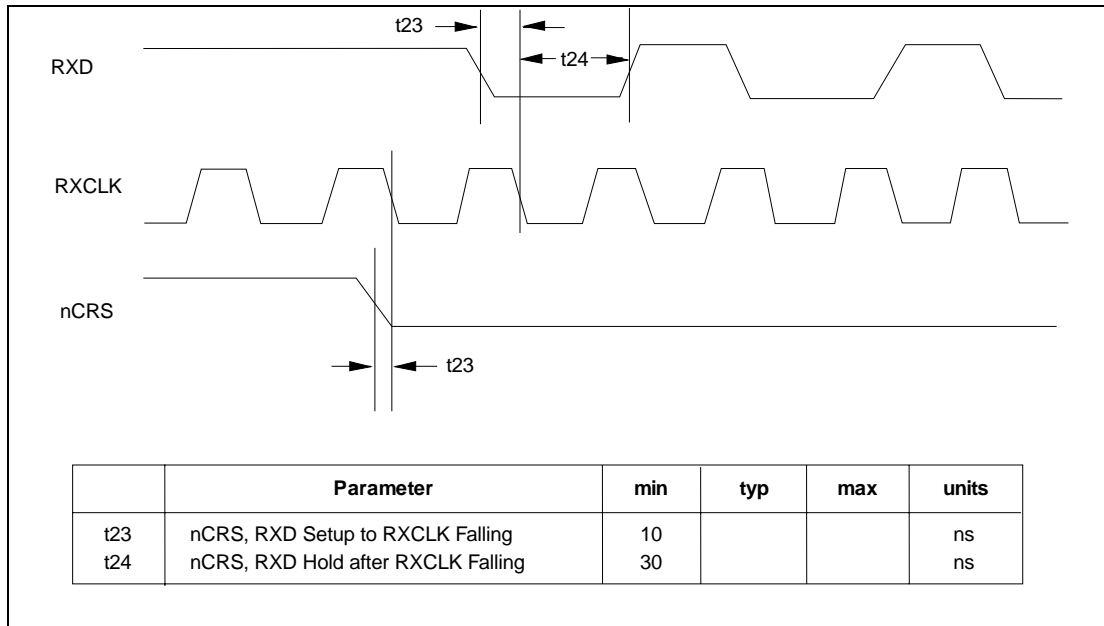 t23
t24
RXD
RXCLK
nCRS
t23
Parameter min typ max units
t23 nCRS, RXD Setup to RXCLK Falling 10 ns
t24 nCRS, RXD Hold after RXCLK Falling 30 ns